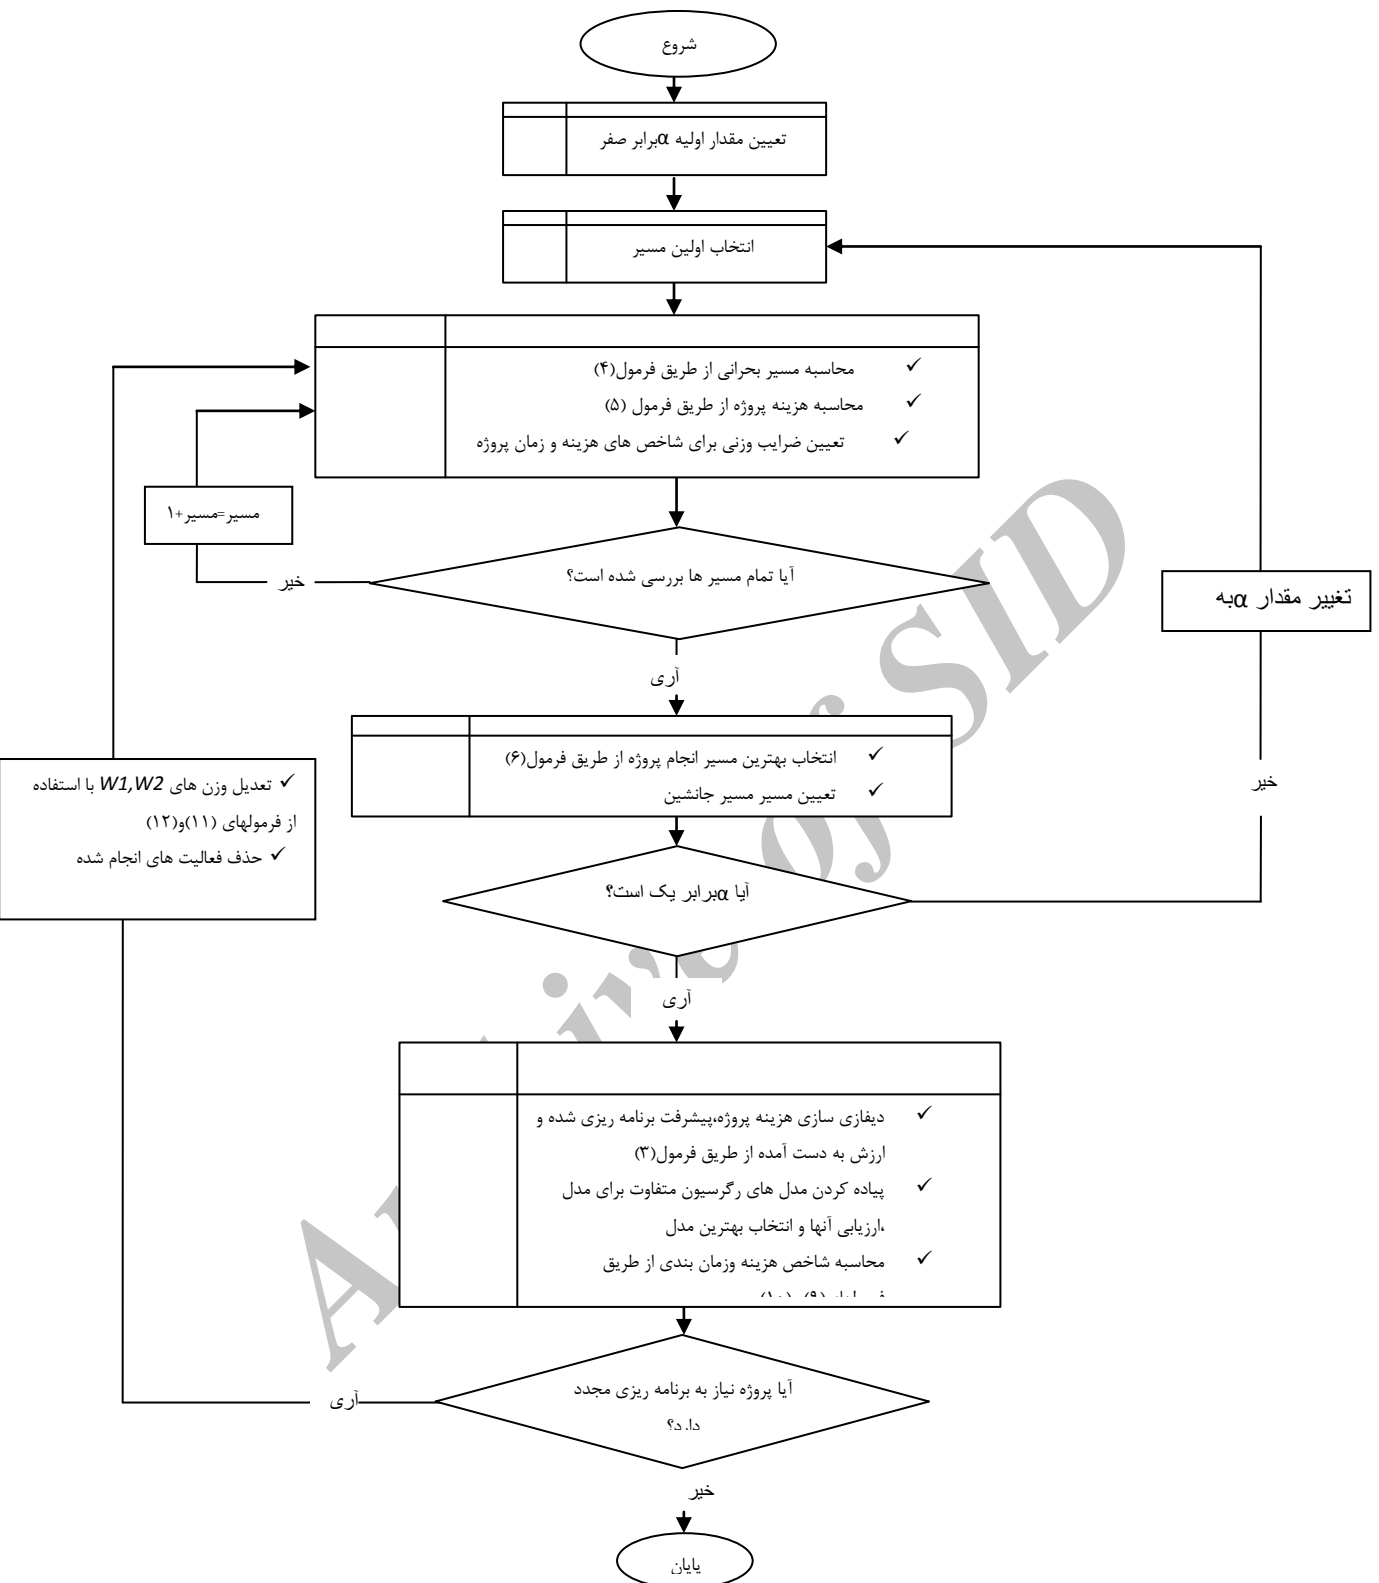 شروع
تعیین مقدار اولیه αبرابر صفر
انتخاب اولین مسیر
✓ محاسبه مسیر بحرانی از طریق فرمول(۴)
✓ محاسبه هزینه پروژه از طریق فرمول (۵)
✓ تعیین ضرایب وزنی برای شاخص های هزینه و زمان پروژه
مسیر=مسیر+۱
آیا تمام مسیر ها بررسی شده است؟
خیر
تغییر مقدار αبه
آری
✓ انتخاب بهترین مسیر انجام پروژه از طریق فرمول(۶)
✓ تعیین مسیر مسیر جانشین
خیر
✓ تعدیل وزن های W1,W2 با استفاده
از فرمولهای (۱۱)و(۱۲)
✓ حذف فعالیت های انجام شده
آیا αبرابر یک است؟
آری
✓ دیفازی سازی هزینه پروژه،پیشرفت برنامه ریزی شده و
ارزش به دست آمده از طریق فرمول(۳)
✓ پیاده کردن مدل های رگرسیون متفاوت برای مدل
،ارزیابی آنها و انتخاب بهترین مدل
✓ محاسبه شاخص هزینه وزمان بندی از طریق
آیا پروژه نیاز به برنامه ریزی مجدد
دارد؟
آری
خیر
پایان
Archive of SID